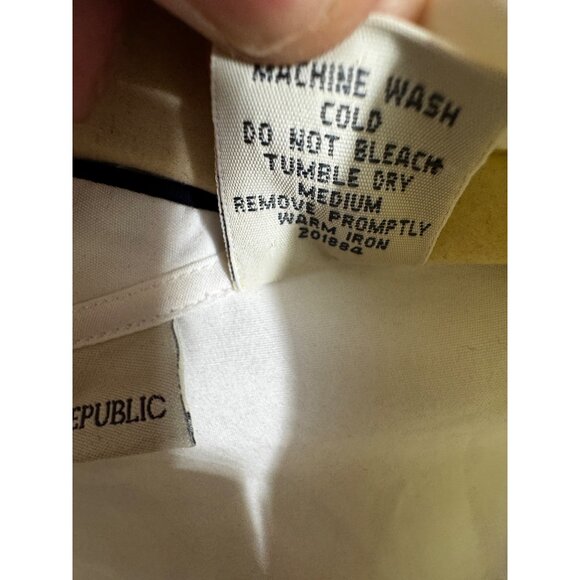 MACHINE WASH
COLD
DO NOT BLEACH
TUMBLE DRY
MEDIUM
REMOVE PROMPTLY
WARM IRON
201884
EPUBLIC